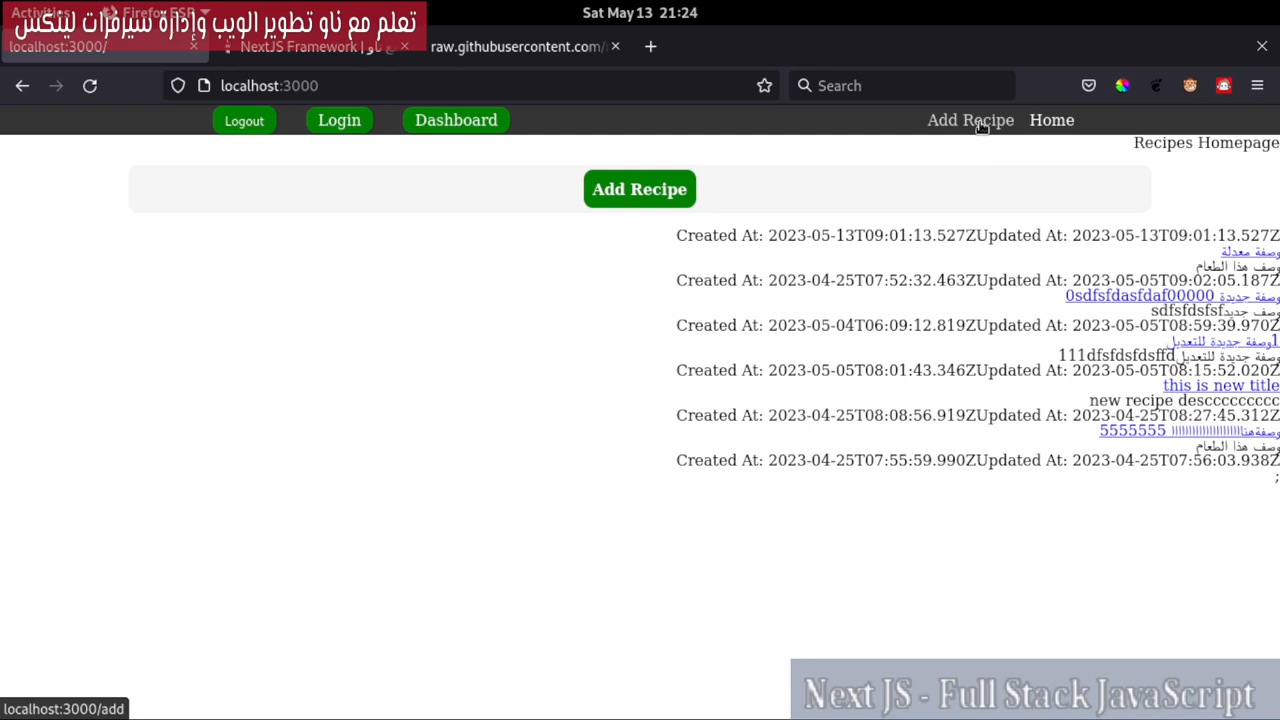 Activities Firefox ESR Sat May 13 21:24
تعلم مع ناو تطوير الويب وإدارة سيرفرات لينكس
localhost:3000/ NextJS Framework | ناو raw.githubusercontent.com/
localhost:3000 Search
Logout Login Dashboard Add Recipe Home
Recipes Homepage
Add Recipe
Created At: 2023-05-13T09:01:13.527ZUpdated At: 2023-05-13T09:01:13.527Z
وصفة معدلة
وصف هذا الطعام
Created At: 2023-04-25T07:52:32.463ZUpdated At: 2023-05-05T09:02:05.187Z
وصفة جديدة 0sdfsfdasfdaf00000
وصف جديدsdfsfdsfsf
Created At: 2023-05-04T06:09:12.819ZUpdated At: 2023-05-05T08:59:39.970Z
1وصفة جديدة للتعديل
وصفة جديدة للتعديل111dfsfdsfdsffd
Created At: 2023-05-05T08:01:43.346ZUpdated At: 2023-05-05T08:15:52.020Z
this is new title
new recipe desccccccccc
Created At: 2023-04-25T08:08:56.919ZUpdated At: 2023-04-25T08:27:45.312Z
5555555
وصف هذا الطعام
Created At: 2023-04-25T07:55:59.990ZUpdated At: 2023-04-25T07:56:03.938Z
;
localhost:3000/add
Next JS - Full Stack JavaScript